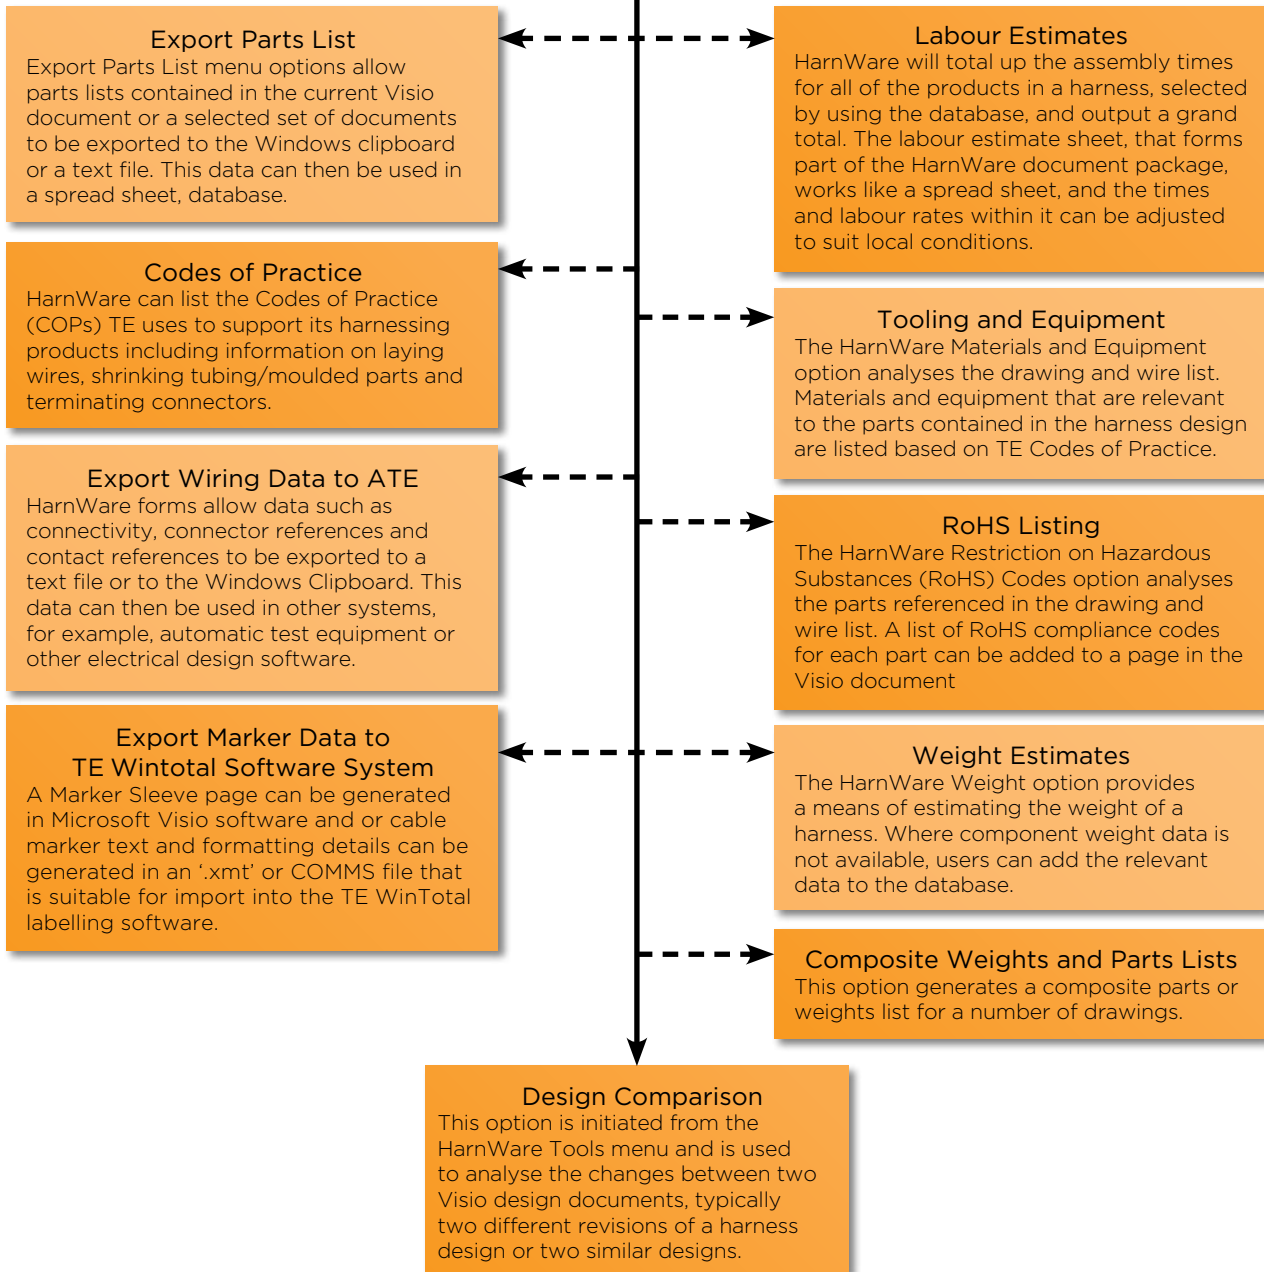 Export Parts List
Export Parts List menu options allow
parts lists contained in the current Visio
document or a selected set of documents
to be exported to the Windows clipboard
or a text file. This data can then be used in
a spread sheet, database.
Codes of Practice
HarnWare can list the Codes of Practice
(COPs) TE uses to support its harnessing
products including information on laying
wires, shrinking tubing/moulded parts and
terminating connectors.
Export Wiring Data to ATE
HarnWare forms allow data such as
connectivity, connector references and
contact references to be exported to a
text file or to the Windows Clipboard. This
data can then be used in other systems,
for example, automatic test equipment or
other electrical design software.
Export Marker Data to
TE Wintotal Software System
A Marker Sleeve page can be generated
in Microsoft Visio software and or cable
marker text and formatting details can be
generated in an ‘.xmt’ or COMMS file that
is suitable for import into the TE WinTotal
labelling software.
Labour Estimates
HarnWare will total up the assembly times
for all of the products in a harness, selected
by using the database, and output a grand
total. The labour estimate sheet, that forms
part of the HarnWare document package,
works like a spread sheet, and the times
and labour rates within it can be adjusted
to suit local conditions.
Tooling and Equipment
The HarnWare Materials and Equipment
option analyses the drawing and wire list.
Materials and equipment that are relevant
to the parts contained in the harness design
are listed based on TE Codes of Practice.
RoHS Listing
The HarnWare Restriction on Hazardous
Substances (RoHS) Codes option analyses
the parts referenced in the drawing and
wire list. A list of RoHS compliance codes
for each part can be added to a page in the
Visio document
Weight Estimates
The HarnWare Weight option provides
a means of estimating the weight of a
harness. Where component weight data is
not available, users can add the relevant
data to the database.
Composite Weights and Parts Lists
This option generates a composite parts or
weights list for a number of drawings.
Design Comparison
This option is initiated from the
HarnWare Tools menu and is used
to analyse the changes between two
Visio design documents, typically
two different revisions of a harness
design or two similar designs.